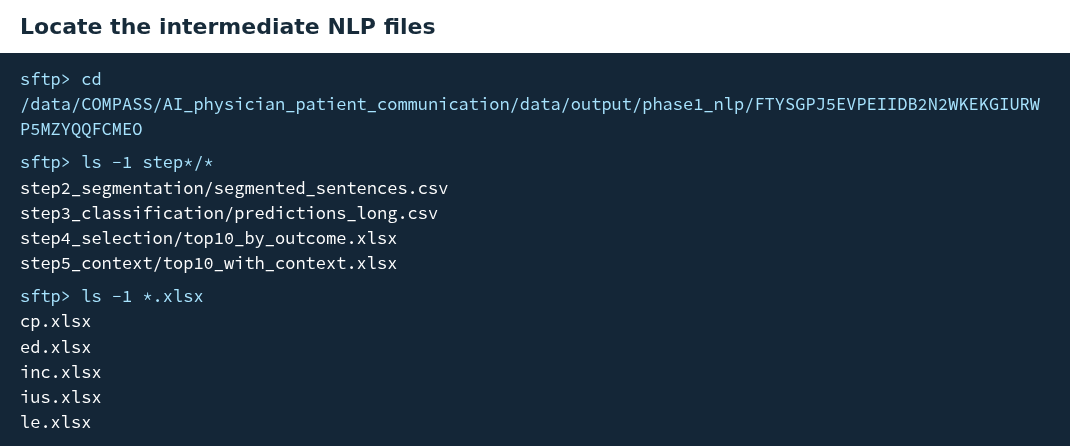 Locate the intermediate NLP files
sftp> cd
/data/COMPASS/AI_physician_patient_communication/data/output/phase1_nlp/FTYSGPJ5EVPEIIDB2N2WKEKGIURW
P5MZYQQFCMEO
sftp> ls -1 step*/*
step2_segmentation/segmented_sentences.csv
step3_classification/predictions_long.csv
step4_selection/top10_by_outcome.xlsx
step5_context/top10_with_context.xlsx
sftp> ls -1 *.xlsx
cp.xlsx
ed.xlsx
inc.xlsx
ius.xlsx
le.xlsx